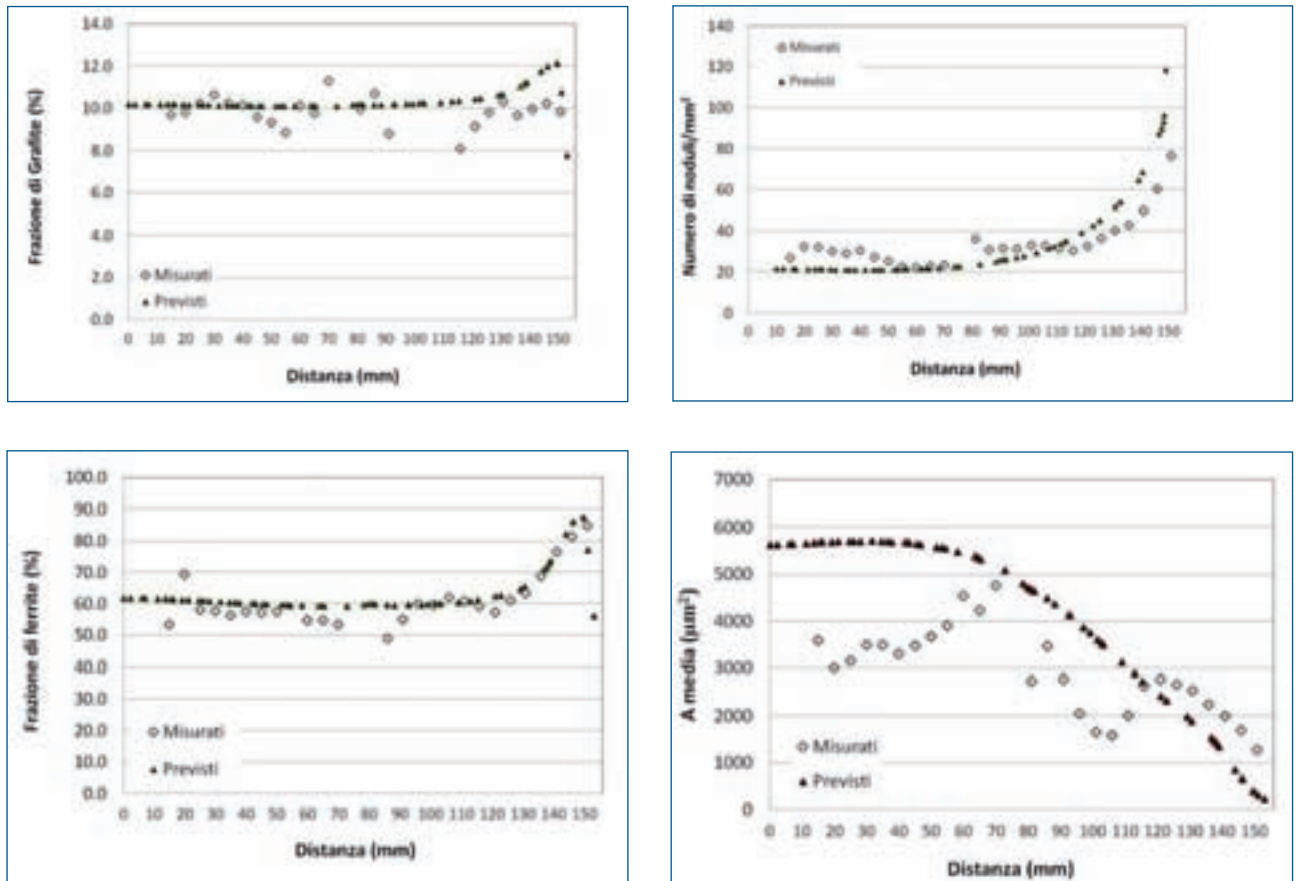 14.0
12.0
10.0
8.0
6.0
4.0
2.0
0.0
Frazione di Grafite (%)
Misurati
Previsti
0 10 20 30 40 50 60 70 80 90 100 110 120 130 140 150
Distanza (mm)
140
120
100
80
60
40
20
0
Numero di noduli/mm²
Misurati
Previsti
0 10 20 30 40 50 60 70 80 90 100 110 120 130 140 150
Distanza (mm)
100.0
90.0
80.0
70.0
60.0
50.0
40.0
30.0
20.0
10.0
0.0
Frazione di ferrite (%)
Misurati
Previsti
0 10 20 30 40 50 60 70 80 90 100 110 120 130 140 150
Distanza (mm)
7000
6000
5000
4000
3000
2000
1000
0
A media (µm²)
Misurati
Previsti
0 10 20 30 40 50 60 70 80 90 100 110 120 130 140 150
Distanza (mm)